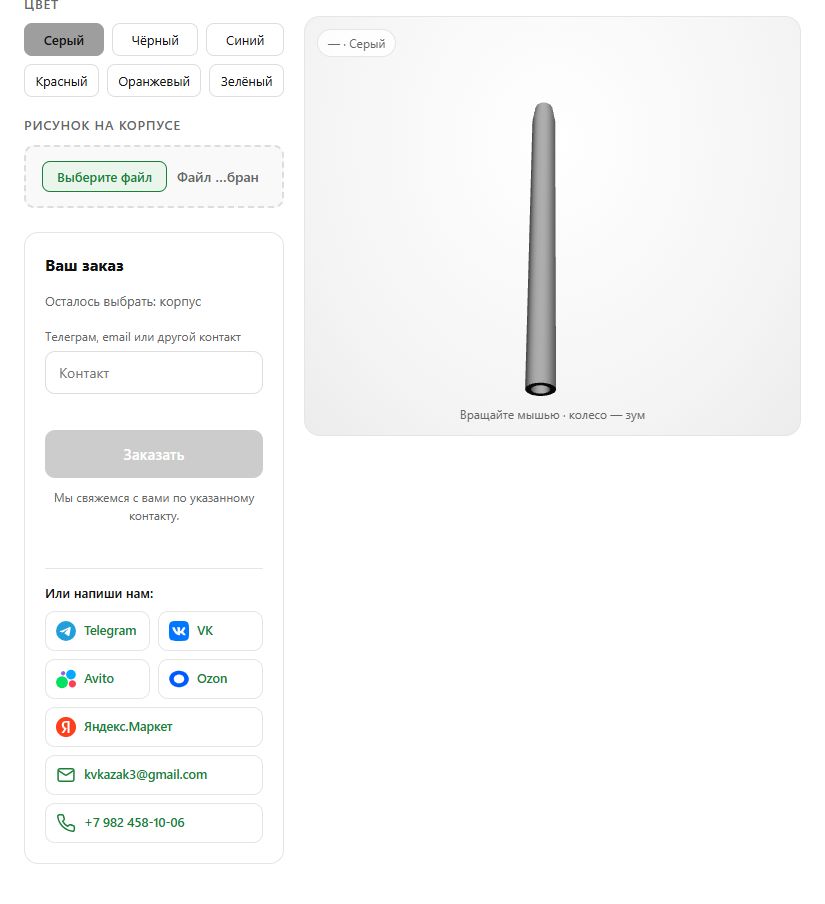 ЦВЕТ
Серый
Чёрный
Синий
Красный
Оранжевый
Зелёный
РИСУНОК НА КОРПУСЕ
Выберите файл
Файл ...бран
Ваш заказ
Осталось выбрать: корпус
Телеграм, email или другой контакт
Контакт
Заказать
Мы свяжемся с вами по указанному
контакту.
Или напиши нам:
Telegram
VK
Avito
Ozon
Яндекс.Маркет
kvkazak3@gmail.com
+7 982 458-10-06
— · Серый
Вращайте мышью · колесо — зум